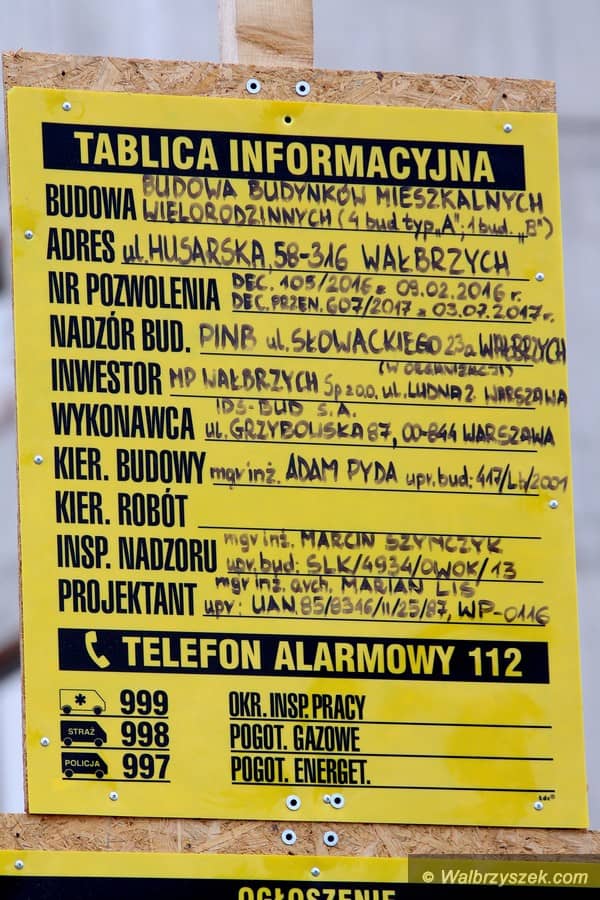 TABLICA INFORMACYJNA
BUDOWA BUDOWA BUDYNKÓW MIESZKALNYCH
WIELORODZINNYCH (4 bud typ„A"; 1 bud. „B")
ADRES ul. HUSARSKA, 58-316 WAŁBRZYCH
NR POZWOLENIA DEC. 105/2016 z 09.02.2016 r.
DEC. PRZEN. 607/2017 z 03.07.2017 r.
NADZÓR BUD. PINB ul. SŁOWACKIEGO 23a WAŁBRZYCH
(W ORGANIZACJI)
INWESTOR MP WAŁBRZYCH Sp z o.o. ul. LUDNA 2 WARSZAWA
IDS-BUD S.A.
WYKONAWCA ul. GRZYBOWSKA 87, 00-844 WARSZAWA
KIER. BUDOWY mgr inż. ADAM PYDA upr. bud: 417/Lb/2001
KIER. ROBÓT
INSP. NADZORU mgr inż. MARCIN SZYMCZYK
upr. bud: SLK/4934/OWOK/13
PROJEKTANT mgr inż. arch. MARIAN LIS
upr: UAN. 85/8346/II/25/87, WP-0116
TELEFON ALARMOWY 112
999 OKR. INSP. PRACY
STRAŻ 998 POGOT. GAZOWE
POLICJA 997 POGOT. ENERGET.
OGŁOSZENIE
© Walbrzyszek.com